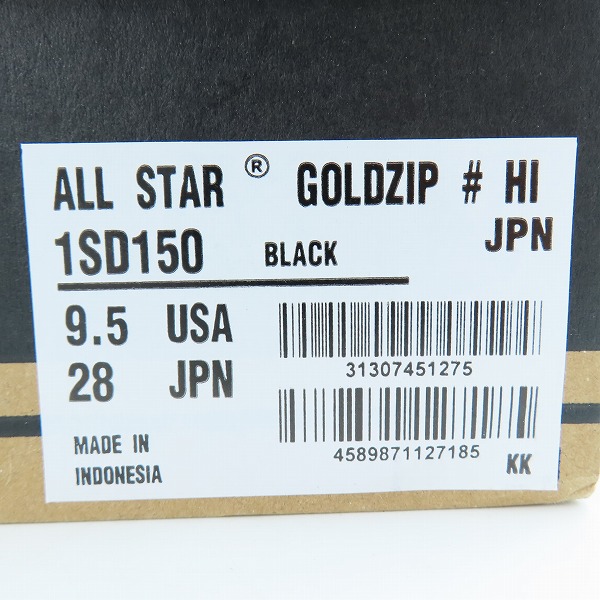 ALL STAR ® GOLDZIP # HI
JPN
1SD150 BLACK
9.5 USA
28 JPN
31307451275
4589871127185
MADE IN
INDONESIA
KK